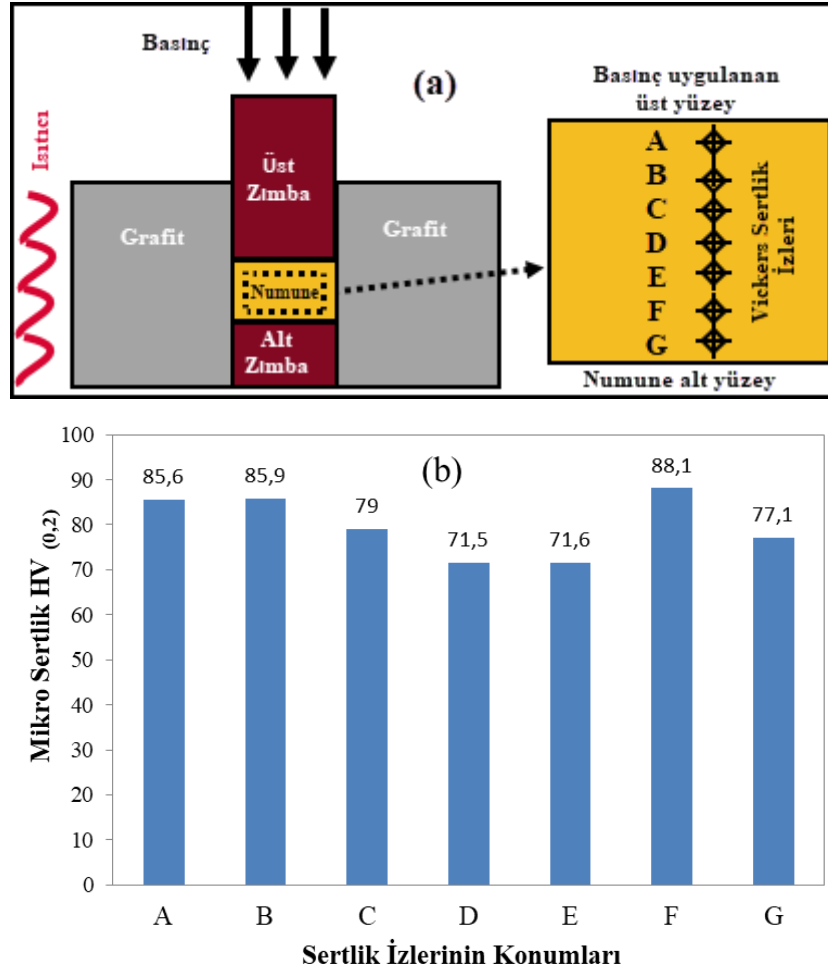 Basınç
(a)
Isıtıcı
Üst
Zımba
Grafit
Grafit
Numune
Alt
Zımba
Basınç uygulanan
üst yüzey
A
B
C
D
E
F
G
Vickers Sertlik
İzleri
Numune alt yüzey
(b)
Mikro Sertlik HV (0,2)
100
90
80
70
60
50
40
30
20
10
0
85,6
85,9
79
71,5
71,6
88,1
77,1
A B C D E F G
Sertlik İzlerinin Konumları